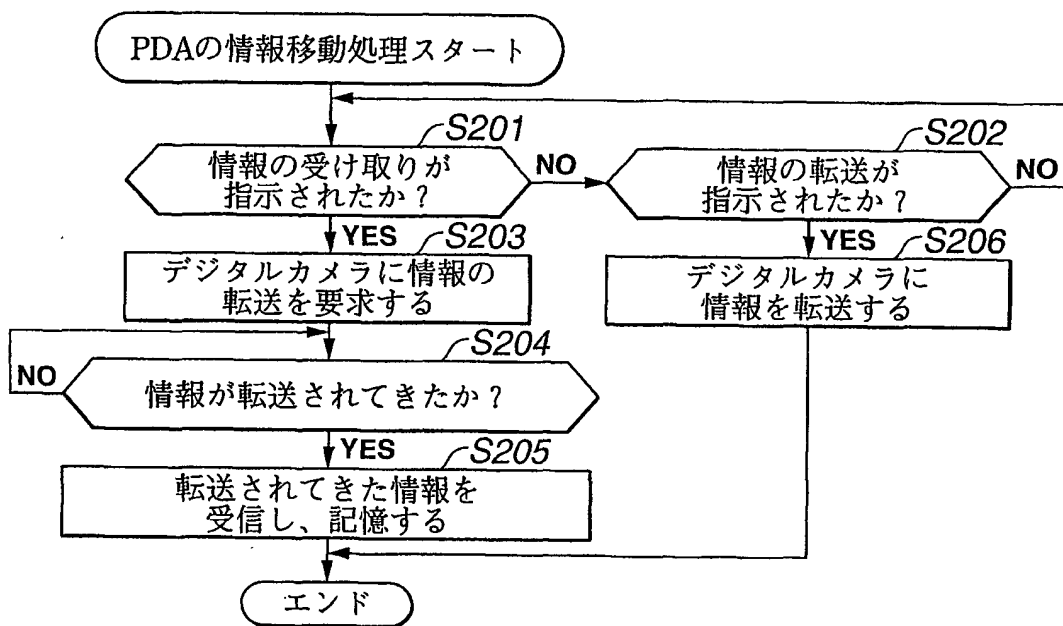 PDAの情報移動処理スタート
S201
情報の受け取りが
指示されたか?
NO
S202
情報の転送が
指示されたか?
NO
YES
S203
デジタルカメラに情報の
転送を要求する
YES
S206
デジタルカメラに
情報を転送する
S204
NO
情報が転送されてきたか?
YES
S205
転送されてきた情報を
受信し、記憶する
エンド